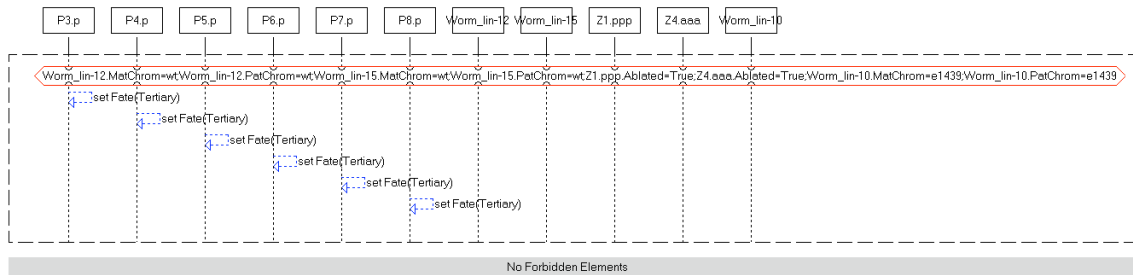 P3.p P4.p P5.p P6.p P7.p P8.p Worm_lin-12 Worm_lin-15 Z1.ppp Z4.aaa Worm_lin-10
Worm_lin-12.MatChrom=wt;Worm_lin-12.PatChrom=wt;Worm_lin-15.MatChrom=wt;Worm_lin-15.PatChrom=wt;Z1.ppp.Ablated=True;Z4.aaa.Ablated=True;Worm_lin-10.MatChrom=e1439;Worm_lin-10.PatChrom=e1439
set Fate(Tertiary)
set Fate(Tertiary)
set Fate(Tertiary)
set Fate(Tertiary)
set Fate(Tertiary)
set Fate(Tertiary)
No Forbidden Elements